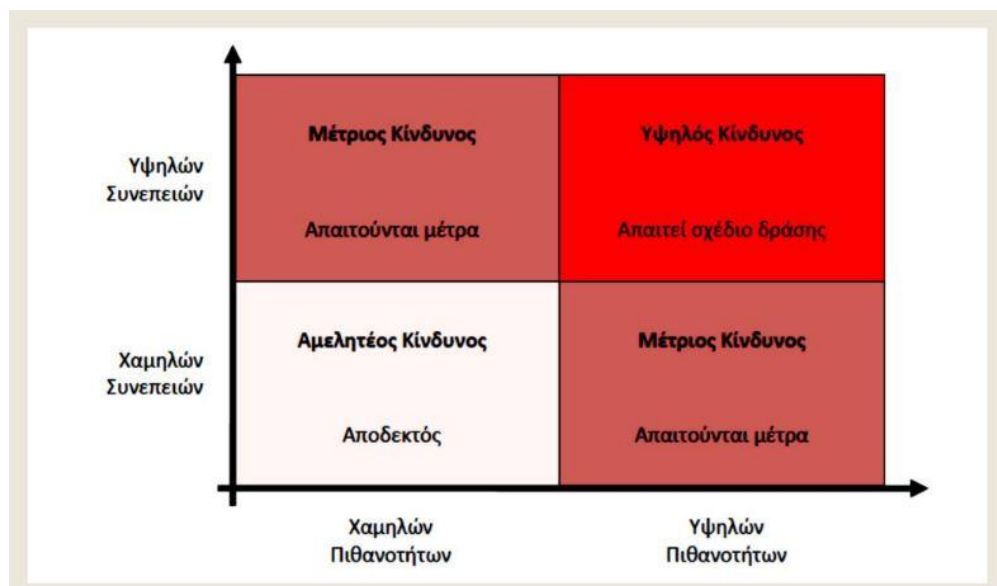 Υψηλών
Συνεπειών
Μέτριος Κίνδυνος
Υψηλός Κίνδυνος
Απαιτούνται μέτρα
Απαιτεί σχέδιο δράσης
Χαμηλών
Συνεπειών
Αμελητέος Κίνδυνος
Μέτριος Κίνδυνος
Αποδεκτός
Απαιτούνται μέτρα
Χαμηλών
Πιθανοτήτων
Υψηλών
Πιθανοτήτων